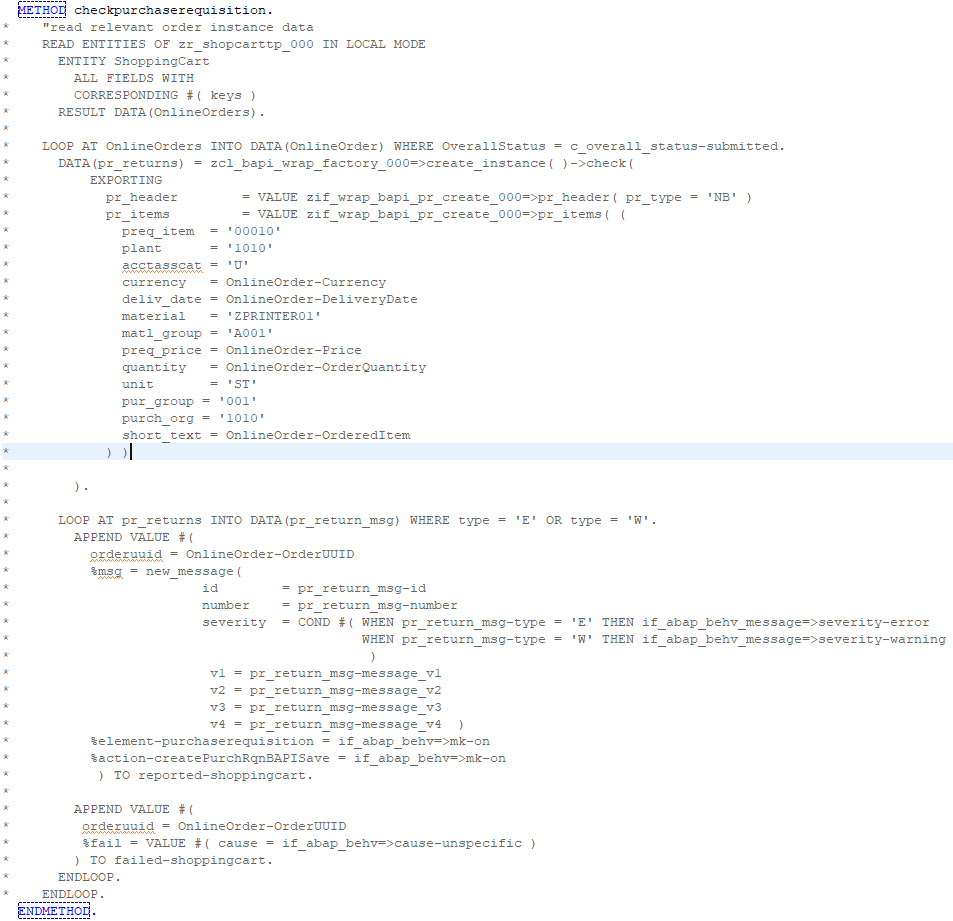 METHOD checkpurchaserequisition.
*    "read relevant order instance data
*    READ ENTITIES OF zr_shopcarttp_000 IN LOCAL MODE
*      ENTITY ShoppingCart
*        ALL FIELDS WITH
*        CORRESPONDING #( keys )
*      RESULT DATA(OnlineOrders).
*
*    LOOP AT OnlineOrders INTO DATA(OnlineOrder) WHERE OverallStatus = c_overall_status-submitted.
*      DATA(pr_returns) = zcl_bapi_wrap_factory_000=>create_instance( )->check(
*          EXPORTING
*            pr_header        = VALUE zif_wrap_bapi_pr_create_000=>pr_header( pr_type = 'NB' )
*            pr_items         = VALUE zif_wrap_bapi_pr_create_000=>pr_items( (
*              preq_item  = '00010'
*              plant      = '1010'
*              acctasscat = 'U'
*              currency   = OnlineOrder-Currency
*              deliv_date = OnlineOrder-DeliveryDate
*              material   = 'ZPRINTER01'
*              matl_group = 'A001'
*              preq_price = OnlineOrder-Price
*              quantity   = OnlineOrder-OrderQuantity
*              unit       = 'ST'
*              pur_group = '001'
*              purch_org = '1010'
*              short_text = OnlineOrder-OrderedItem
*            ) )
*
*        ).
*
*      LOOP AT pr_returns INTO DATA(pr_return_msg) WHERE type = 'E' OR type = 'W'.
*        APPEND VALUE #(
*          orderuuid = OnlineOrder-OrderUUID
*          %msg = new_message(
*                        id        = pr_return_msg-id
*                        number    = pr_return_msg-number
*                        severity  = COND #( WHEN pr_return_msg-type = 'E' THEN if_abap_behv_message=>severity-error
*                                            WHEN pr_return_msg-type = 'W' THEN if_abap_behv_message=>severity-warning
*                                             )
*                         v1 = pr_return_msg-message_v1
*                         v2 = pr_return_msg-message_v2
*                         v3 = pr_return_msg-message_v3
*                         v4 = pr_return_msg-message_v4  )
*          %element-purchaserequisition = if_abap_behv=>mk-on
*          %action-createPurchRqnBAPISave = if_abap_behv=>mk-on
*           ) TO reported-shoppingcart.
*
*        APPEND VALUE #(
*         orderuuid = OnlineOrder-OrderUUID
*         %fail = VALUE #( cause = if_abap_behv=>cause-unspecific )
*        ) TO failed-shoppingcart.
*      ENDLOOP.
*    ENDLOOP.
ENDMETHOD.